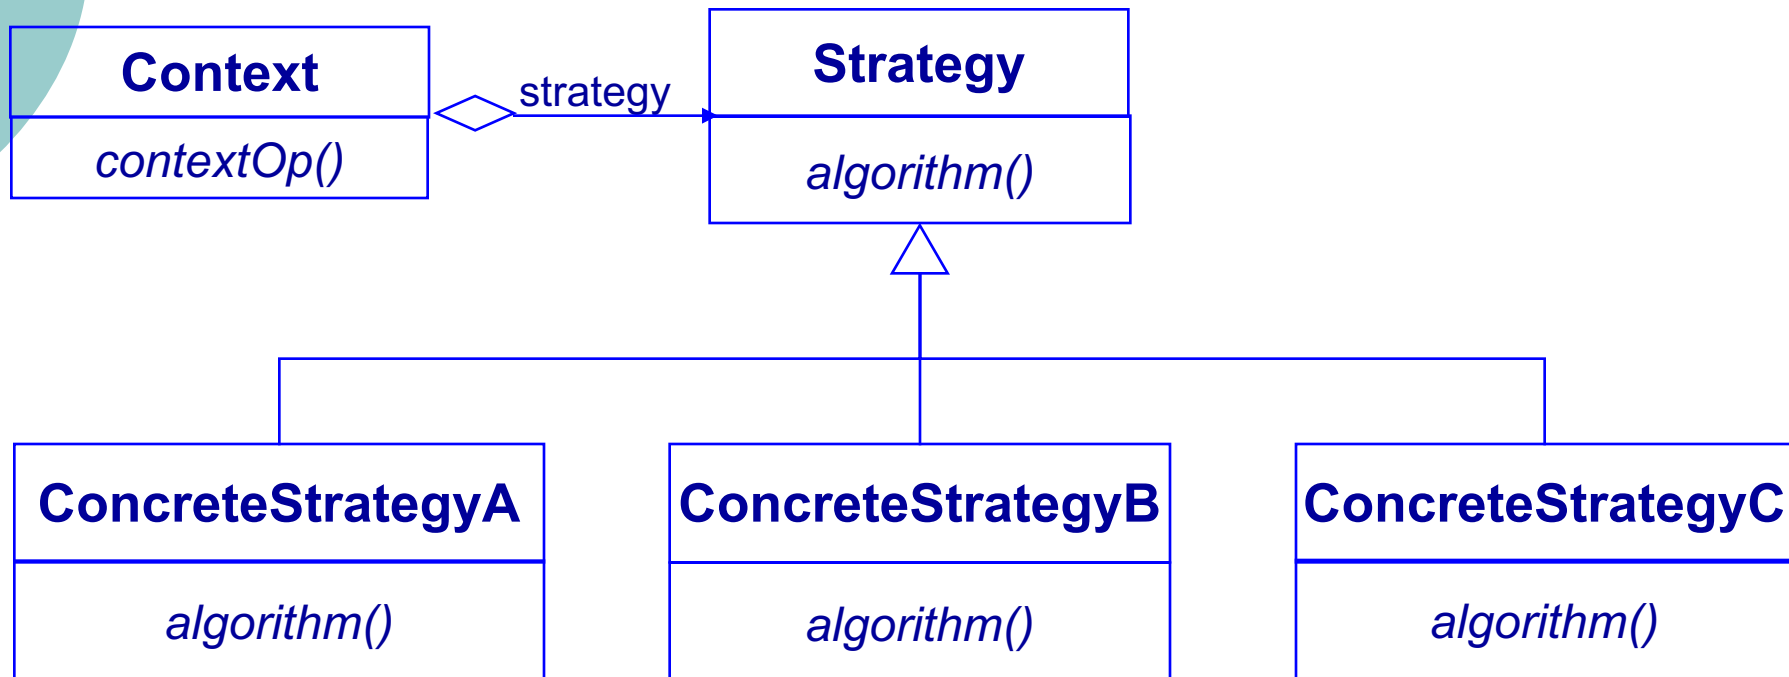 Context
strategy
Strategy
contextOp()
algorithm()
ConcreteStrategyA
ConcreteStrategyB
ConcreteStrategyC
algorithm()
algorithm()
algorithm()